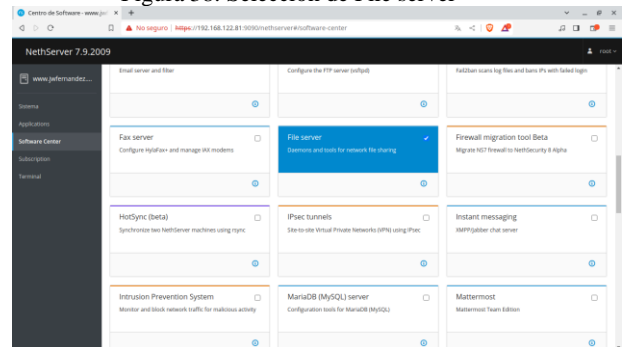 Figura 38. Selección de File server
Centro de Software - www.jw
No seguro | https://192.168.122.81:9090/nethserver#/software-center
NethServer 7.9.2009
root
www.jwfernandez....
Sistema
Applications
Software Center
Subscription
Terminal
Email server and filter
Configure the FTP server (vsftpd)
Fail2ban scans log files and bans IPs with failed login
Fax server
Configure HylaFax+ and manage IAX modems
File server
Daemons and tools for network file sharing
Firewall migration tool Beta
Migrate NS7 firewall to NethSecurity 8 Alpha
HotSync (beta)
Synchronize two NethServer machines using rsync
IPsec tunnels
Site-to-site Virtual Private Networks (VPN) using IPsec
Instant messaging
XMPP/Jabber chat server
Intrusion Prevention System
Monitor and block network traffic for malicious activity
MariaDB (MySQL) server
Configuration tools for MariaDB (MySQL)
Mattermost
Mattermost Team Edition